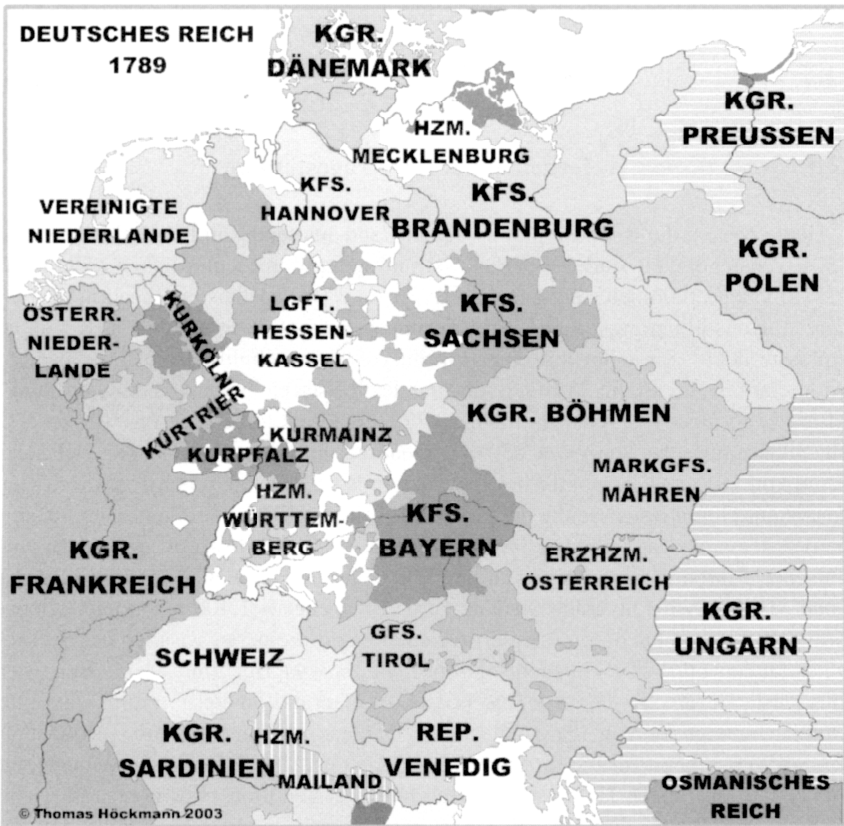 DEUTSCHES REICH
1789
KGR.
DÄNEMARK
KGR.
PREUSSEN
HZM.
MECKLENBURG
KFS.
HANNOVER
KFS.
BRANDENBURG
VEREINIGTE
NIEDERLANDE
KGR.
POLEN
ÖSTERR.
NIEDER-
LANDE
KURKÖLN
LGFT.
HESSEN-
KASSEL
KFS.
SACHSEN
KURTRIER
KURMAINZ
KURPFALZ
KGR. BÖHMEN
MARKGFS.
MÄHREN
HZM.
WÜRTTEM-
BERG
KFS.
BAYERN
KGR.
FRANKREICH
ERZHZM.
ÖSTERREICH
KGR.
UNGARN
GFS.
TIROL
SCHWEIZ
KGR.
SARDINIEN
HZM.
MAILAND
REP.
VENEDIG
OSMANISCHES
REICH
© Thomas Höckmann 2003